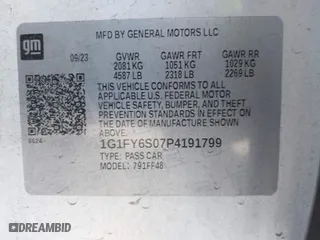 MFD BY GENERAL MOTORS LLC
gm
09/23 GVWR GAWR FRT GAWR RR
2081 KG 1051 KG 1029 KG
4587 LB 2318 LB 2269 LB
THIS VEHICLE CONFORMS TO ALL
APPLICABLE U.S. FEDERAL MOTOR
VEHICLE SAFETY, BUMPER, AND THEFT
PREVENTION STANDARDS IN EFFECT ON
THE DATE OF MANUFACTURE SHOWN ABOVE.
1G1FY6S07P4191799
TYPE: PASS CAR
MODEL: 791FF48
DREAMBID